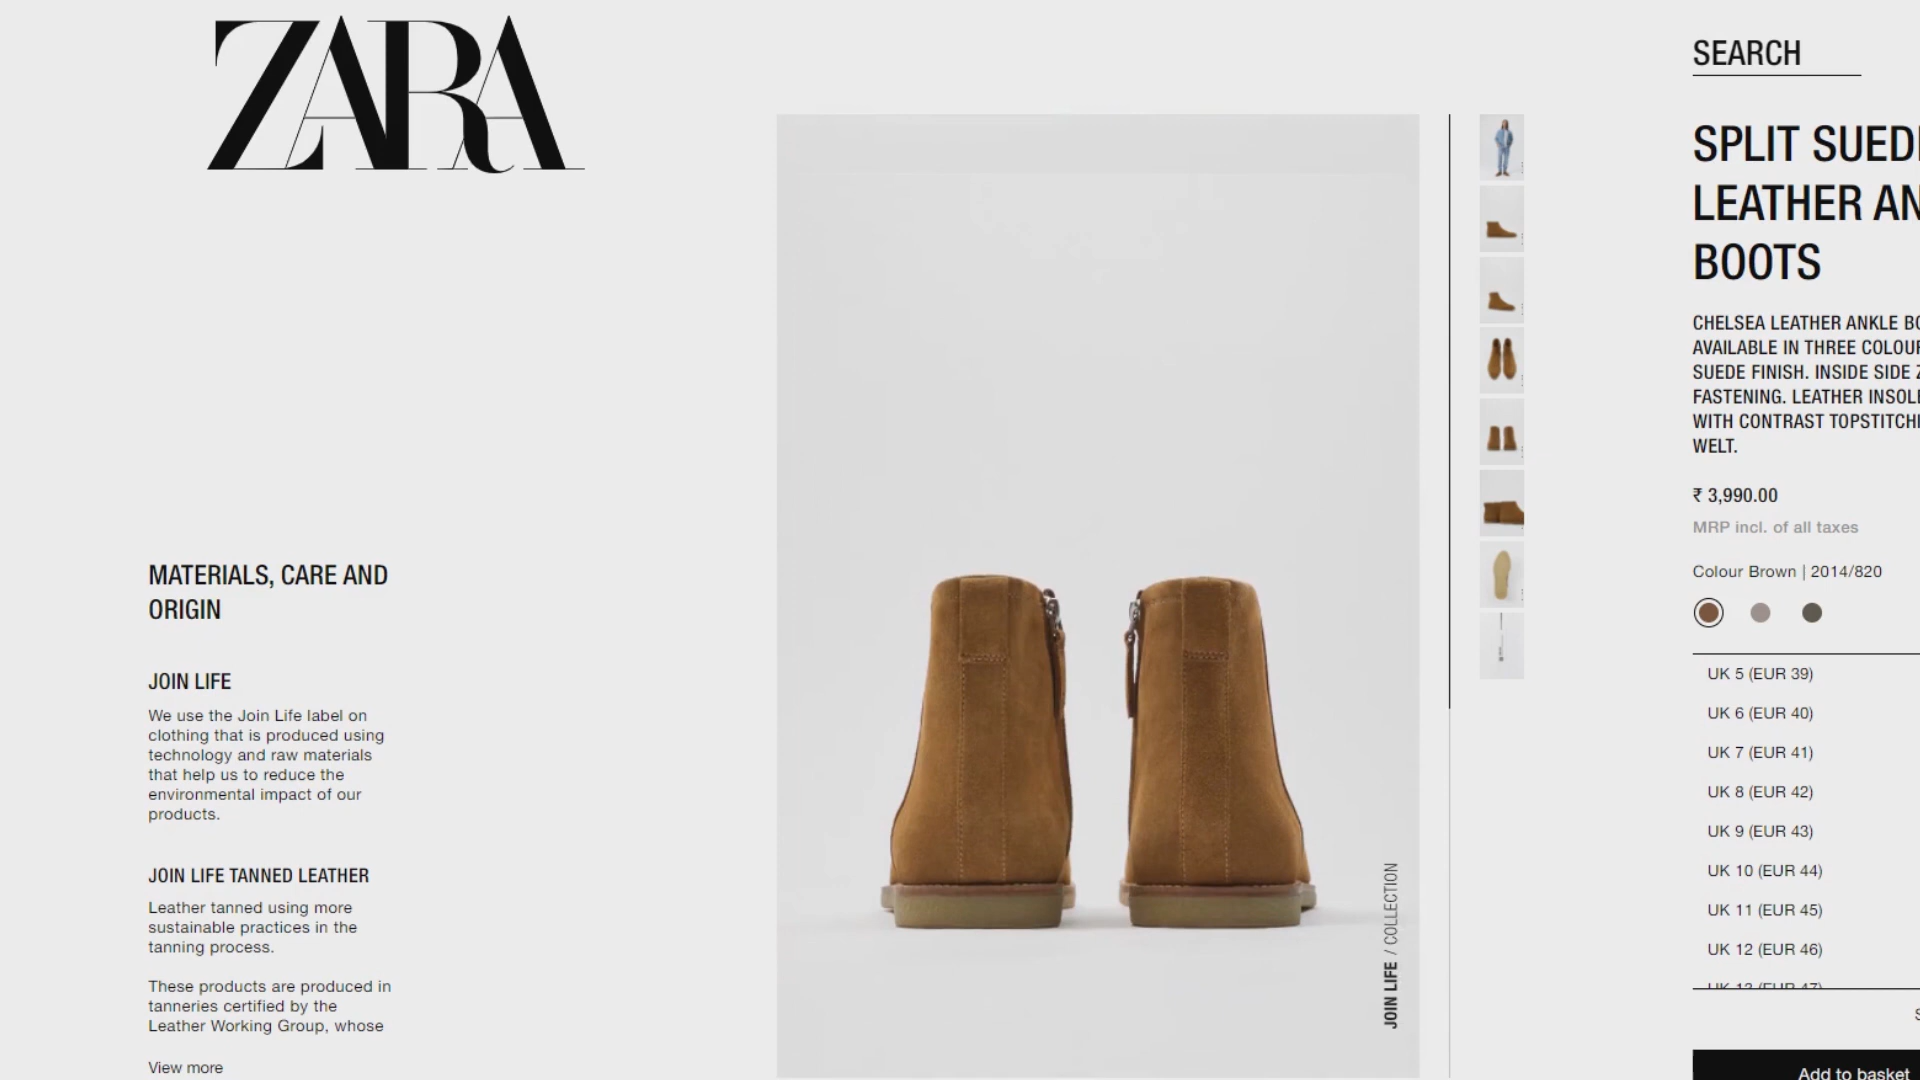 ZARA
SEARCH
SPLIT SUEDE
LEATHER AN
BOOTS
CHELSEA LEATHER ANKLE BO
AVAILABLE IN THREE COLOUR
SUEDE FINISH. INSIDE SIDE Z
FASTENING. LEATHER INSOLE
WITH CONTRAST TOPSTITCHI
WELT.
₹ 3,990.00
MRP incl. of all taxes
Colour Brown | 2014/820
UK 5 (EUR 39)
UK 6 (EUR 40)
UK 7 (EUR 41)
UK 8 (EUR 42)
UK 9 (EUR 43)
UK 10 (EUR 44)
UK 11 (EUR 45)
UK 12 (EUR 46)
UK 13 (EUR 47)
Add to basket
MATERIALS, CARE AND
ORIGIN
JOIN LIFE
We use the Join Life label on
clothing that is produced using
technology and raw materials
that help us to reduce the
environmental impact of our
products.
JOIN LIFE TANNED LEATHER
Leather tanned using more
sustainable practices in the
tanning process.
These products are produced in
tanneries certified by the
Leather Working Group, whose
View more
JOIN LIFE / COLLECTION